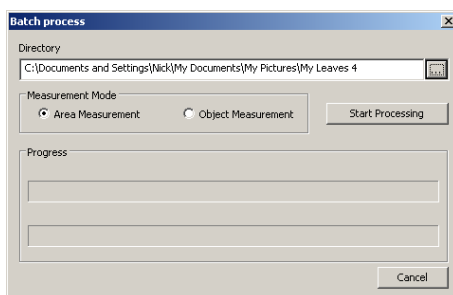 Batch process
Directory
C:\Documents and Settings\Nick\My Documents\My Pictures\My Leaves 4
...
Measurement Mode
Area Measurement Object Measurement Start Processing
Progress
Cancel